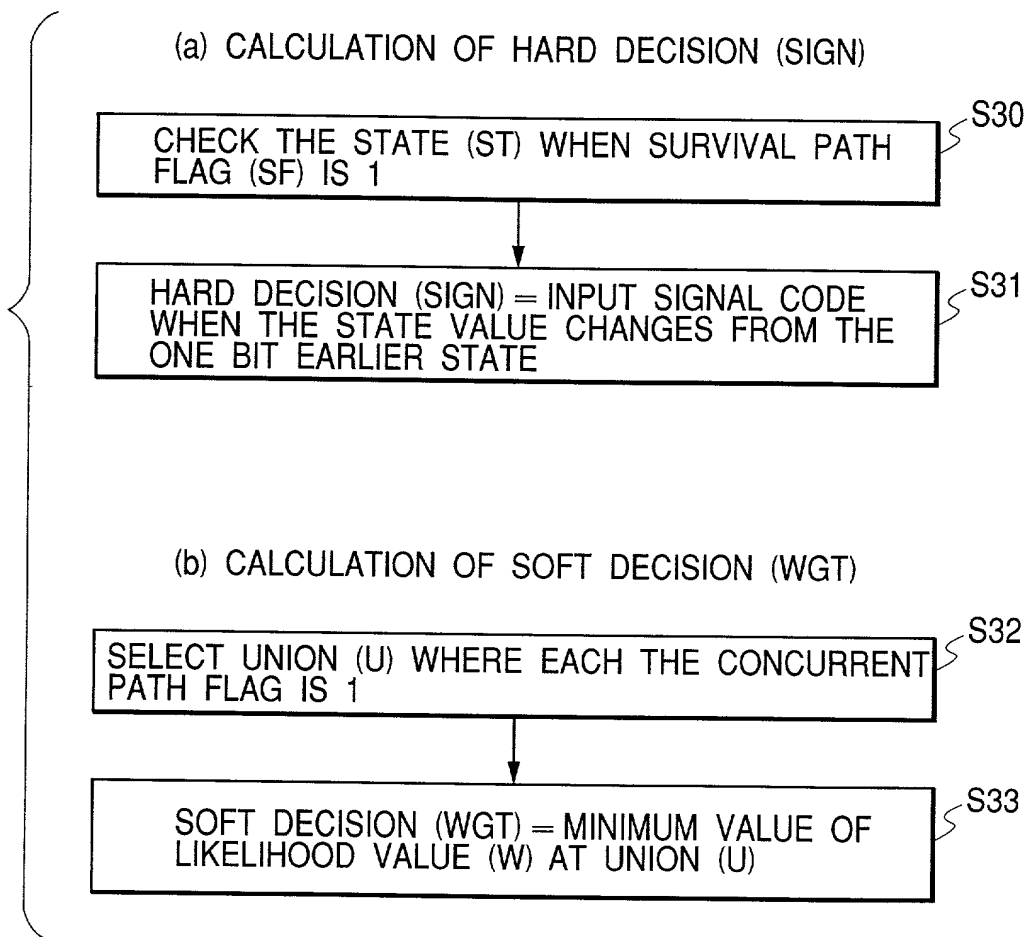 (a) CALCULATION OF HARD DECISION (SIGN)
S30
CHECK THE STATE (ST) WHEN SURVIVAL PATH
FLAG (SF) IS 1
S31
HARD DECISION (SIGN) = INPUT SIGNAL CODE
WHEN THE STATE VALUE CHANGES FROM THE
ONE BIT EARLIER STATE
(b) CALCULATION OF SOFT DECISION (WGT)
S32
SELECT UNION (U) WHERE EACH THE CONCURRENT
PATH FLAG IS 1
S33
SOFT DECISION (WGT) = MINIMUM VALUE OF
LIKELIHOOD VALUE (W) AT UNION (U)